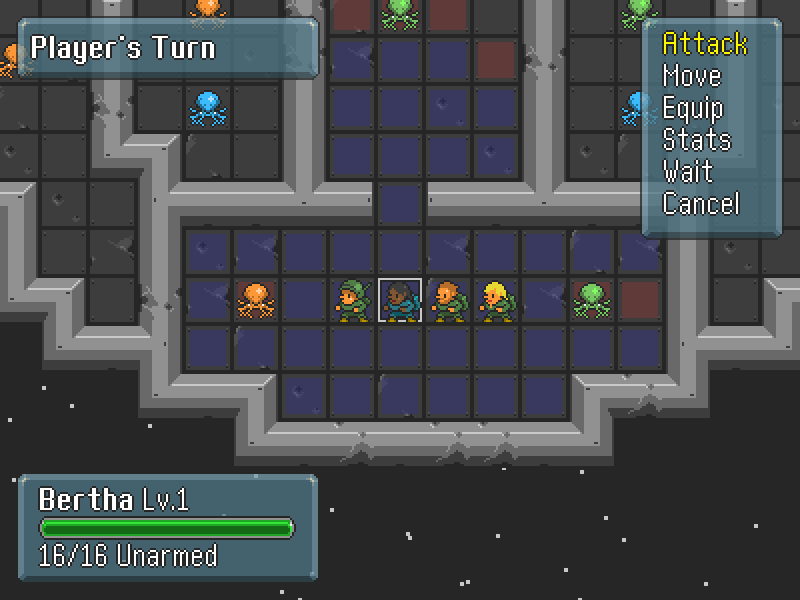 Player's Turn
Attack
Move
Equip
Stats
Wait
Cancel
Bertha Lv.1
16/16 Unarmed